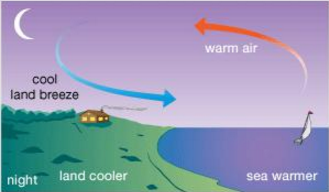 warm air
cool
land breeze
night
land cooler
sea warmer